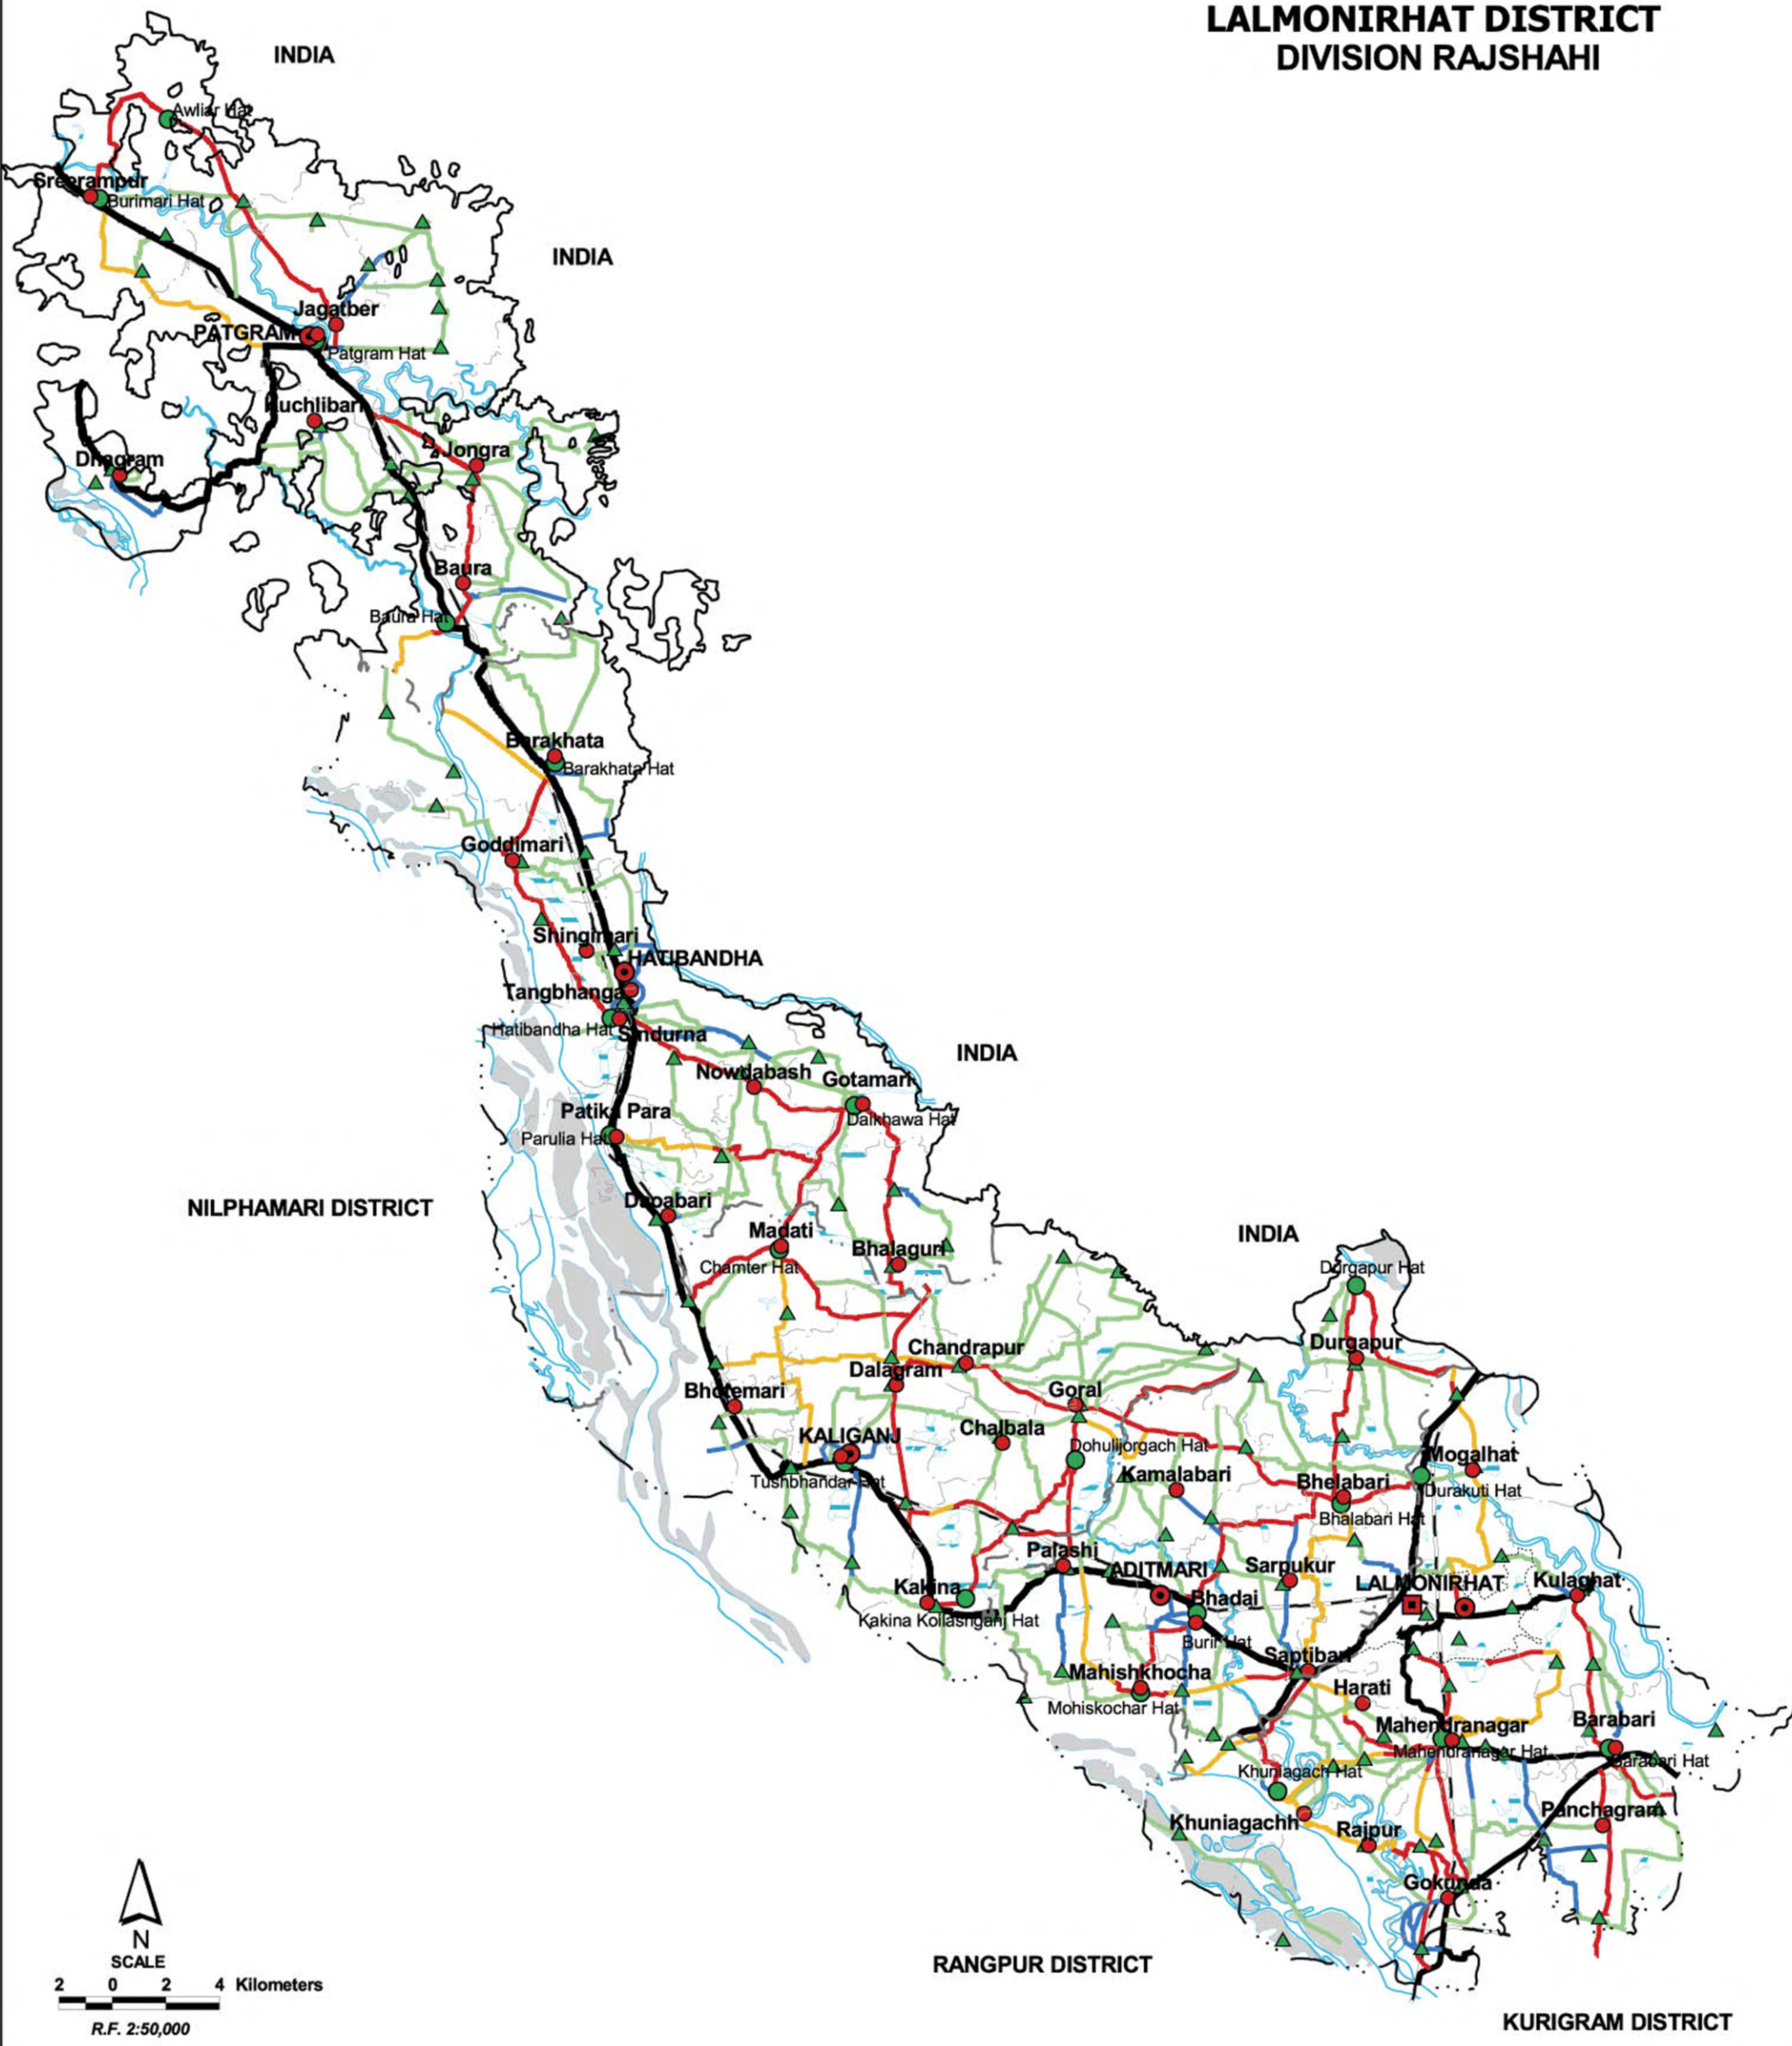 LALMONIRHAT DISTRICT
DIVISION RAJSHAHI
INDIA
Awliar Hat
Sreerampur
Burimari Hat
INDIA
Jagatber
PATGRAM
Patgram Hat
Kuchlibari
Jongra
Dhagram
Baura
Baura Hat
Barakhata
Barakhata Hat
Goddimari
Shingimari
HATIBANDHA
Tangbhanga
Hatibandha Hat
Sindurna
INDIA
Nowdabash
Gotamari
Daikhawa Hat
Patika Para
Parulia Hat
NILPHAMARI DISTRICT
Daoabari
Madati
Bhalaguri
Chamter Hat
INDIA
Durgapur Hat
Durgapur
Chandrapur
Dalagram
Bhotemari
Goral
KALIGANJ
Chalbala
Dohulijorgach Hat
Mogalhat
Tushbhandar Hat
Kamalabari
Bhelabari
Durakuti Hat
Bhalabari Hat
Palashi
ADITMARI
Sarpukur
LALMONIRHAT
Kulaghat
Kakina
Bhadai
Kakina Koilashganj Hat
Burir Hat
Saptibari
Mahishkhocha
Harati
Mohiskochar Hat
Mahendranagar
Barabari
Mahendranagar Hat
Barabari Hat
Khuniagach Hat
Khuniagachh
Rajpur
Panchagram
Gokunda
N
SCALE
2 0 2 4 Kilometers
R.F. 2:50,000
RANGPUR DISTRICT
KURIGRAM DISTRICT